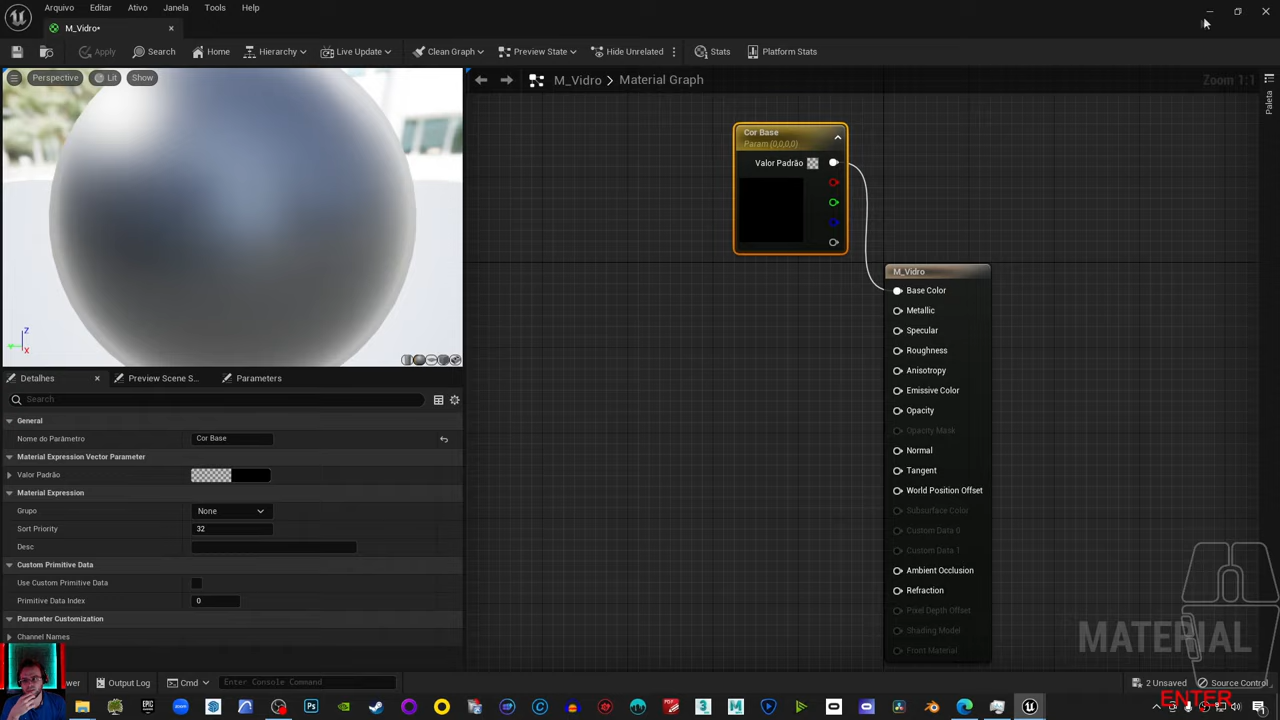 Arquivo Editar Ativo Janela Tools Help
M_Vidro*
Apply Search Home Hierarchy Live Update Clean Graph Preview State Hide Unrelated Stats Platform Stats
Perspective Lit Show
M_Vidro > Material Graph
Zoom 1:1
Paleta
Cor Base
Param (0,0,0,0)
Valor Padrão
M_Vidro
Base Color
Metallic
Specular
Roughness
Anisotropy
Emissive Color
Opacity
Opacity Mask
Normal
Tangent
World Position Offset
Subsurface Color
Custom Data 0
Custom Data 1
Ambient Occlusion
Refraction
Pixel Depth Offset
Shading Model
Front Material
MATERIAL
Z
Y
X
Detalhes Preview Scene S... Parameters
Search
General
Nome do Parâmetro Cor Base
Material Expression Vector Parameter
Valor Padrão
Material Expression
Grupo None
Sort Priority 32
Desc
Custom Primitive Data
Use Custom Primitive Data
Primitive Data Index 0
Parameter Customization
Channel Names
Output Log Cmd Enter Console Command
2 Unsaved Source Control
ENTER